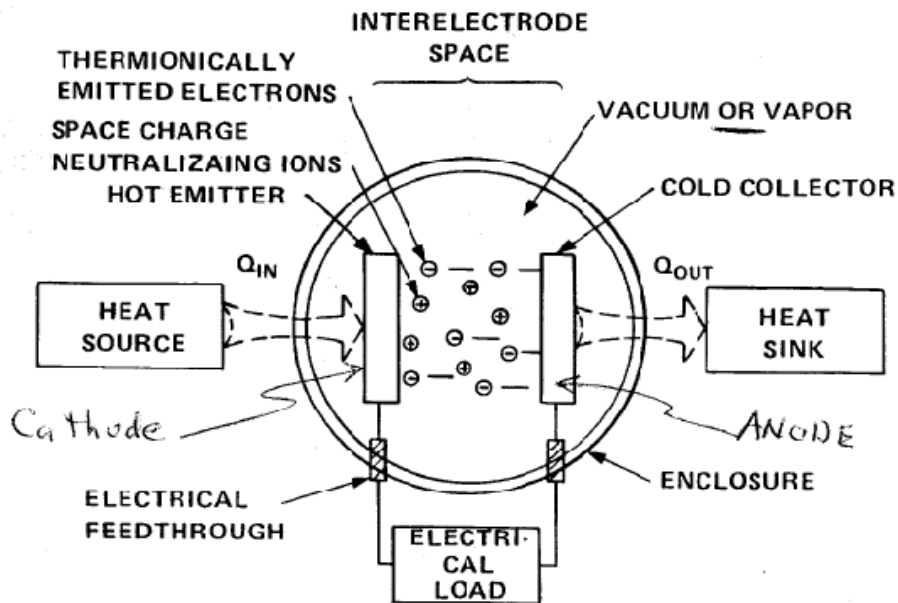 INTERELECTRODE
SPACE
THERMIONICALLY
EMITTED ELECTRONS
VACUUM OR VAPOR
SPACE CHARGE
NEUTRALIZAING IONS
HOT EMITTER
COLD COLLECTOR
QIN
QOUT
HEAT
SOURCE
HEAT
SINK
Cathode
ANODE
ENCLOSURE
ELECTRICAL
FEEDTHROUGH
ELECTRI-
CAL
LOAD